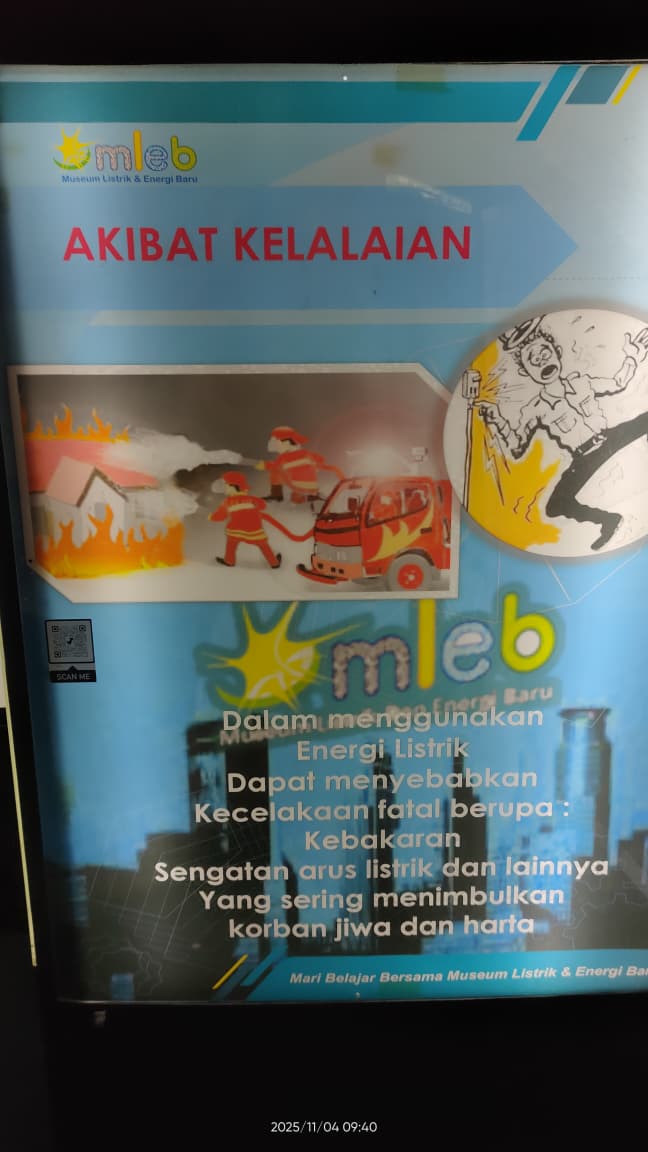 mleb
Museum Listrik & Energi Baru
AKIBAT KELALAIAN
SCAN ME
mleb
Energi Baru
Dalam menggunakan
Energi Listrik
Dapat menyebabkan
Kecelakaan fatal berupa :
Kebakaran
Sengatan arus listrik dan lainnya
Yang sering menimbulkan
korban jiwa dan harta
Mari Belajar Bersama Museum Listrik & Energi
2025/11/04 09:40